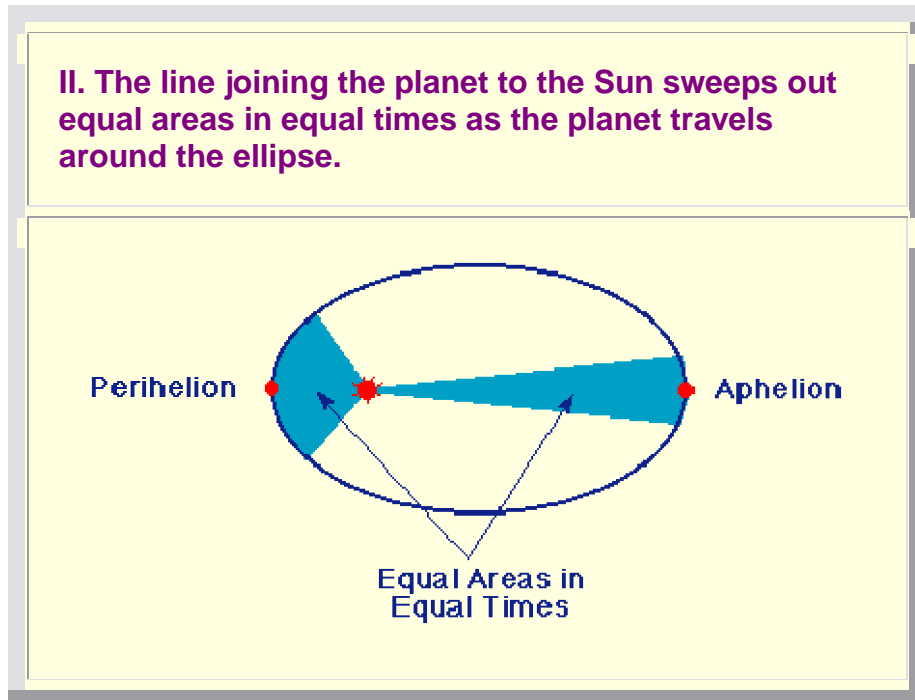 II. The line joining the planet to the Sun sweeps out
equal areas in equal times as the planet travels
around the ellipse.
Perihelion
Aphelion
Equal Areas in
Equal Times